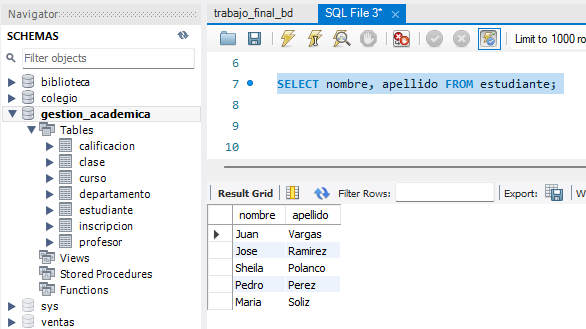 Navigator:
SCHEMAS
Filter objects
biblioteca
colegio
gestion_academica
Tables
calificacion
clase
curso
departamento
estudiante
inscripcion
profesor
Views
Stored Procedures
Functions
sys
ventas
trabajo_final_bd
SQL File 3*
Limit to 1000 ro
6
7 SELECT nombre, apellido FROM estudiante;
8
9
10
Result Grid Filter Rows: Export: W
nombre apellido
Juan Vargas
Jose Ramirez
Sheila Polanco
Pedro Perez
Maria Soliz